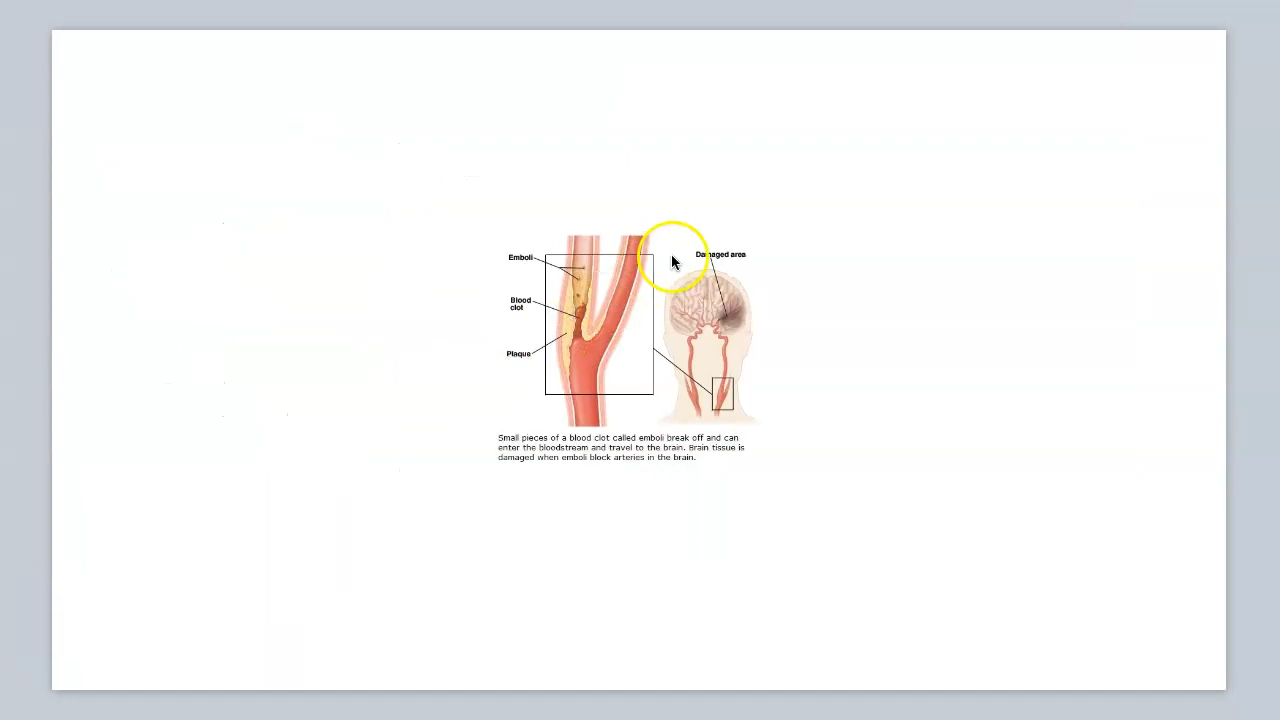 Emboli
Damaged area
Blood
clot
Plaque
Small pieces of a blood clot called emboli break off and can
enter the bloodstream and travel to the brain. Brain tissue is
damaged when emboli block arteries in the brain.